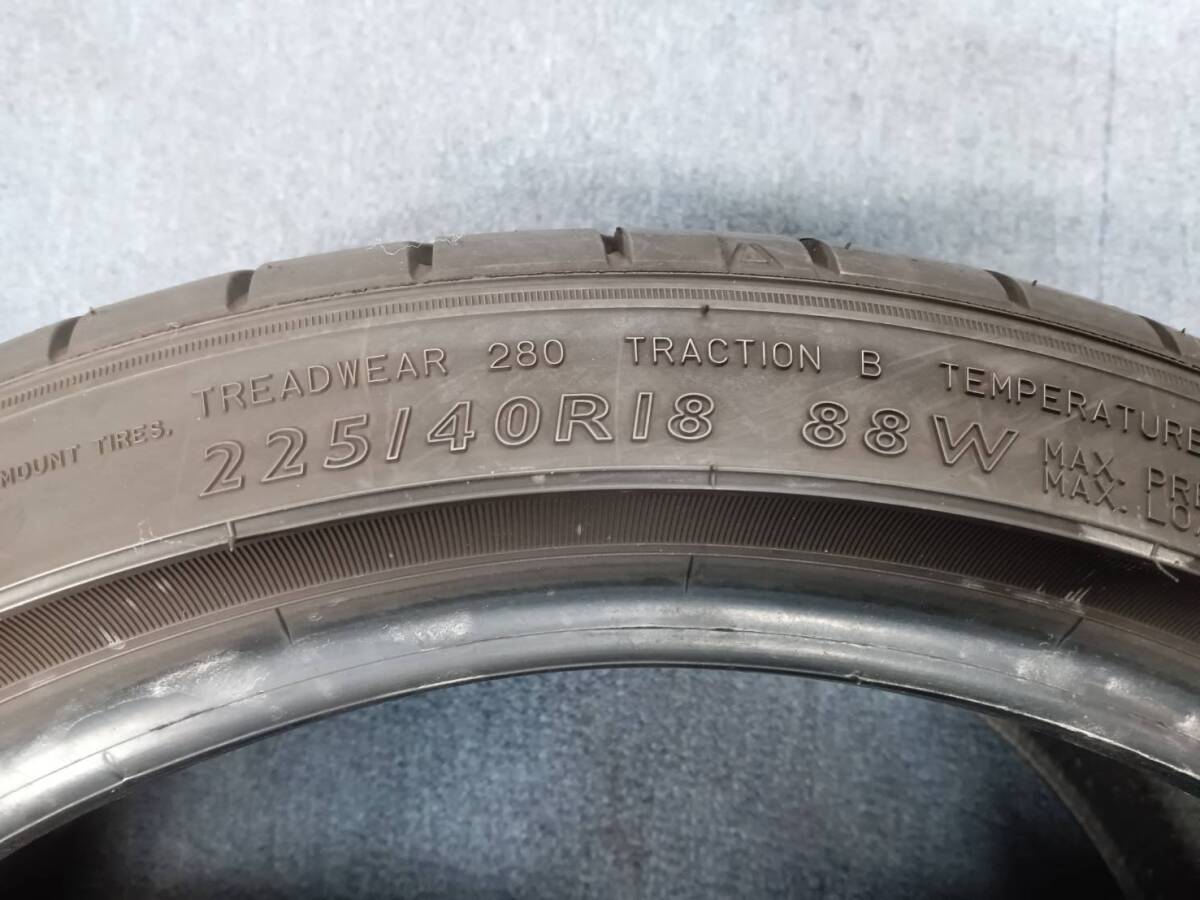 MOUNT TIRES.
TREADWEAR 280 TRACTION B TEMPERATURE
225/40R18 88W
MAX.
MAX.